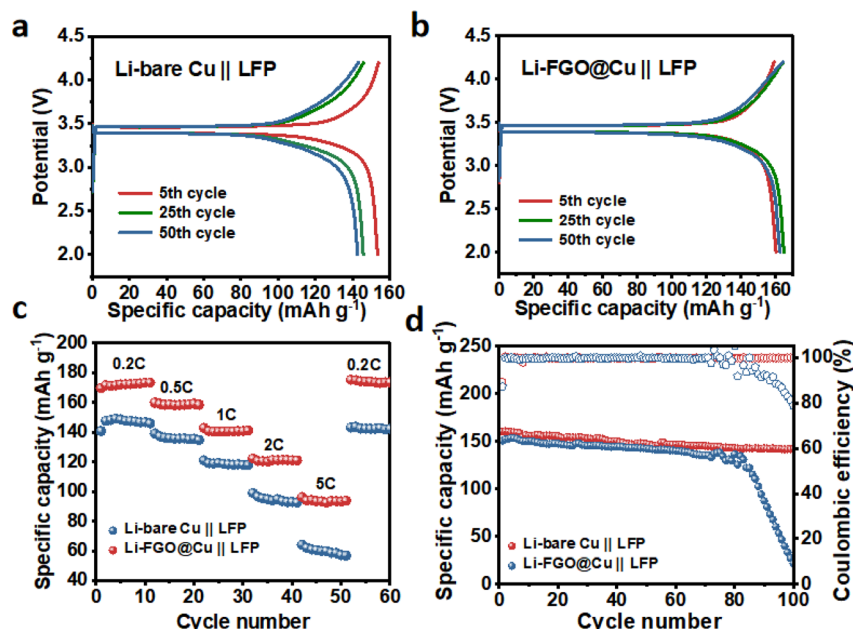 a
Li-bare Cu || LFP
Potential (V)
4.5
4.0
3.5
3.0
2.5
2.0
5th cycle
25th cycle
50th cycle
0 20 40 60 80 100 120 140 160
Specific capacity (mAh g⁻¹)
b
Li-FGO@Cu || LFP
Potential (V)
4.5
4.0
3.5
3.0
2.5
2.0
5th cycle
25th cycle
50th cycle
0 20 40 60 80 100 120 140 160
Specific capacity (mAh g⁻¹)
c
Specific capacity (mAh g⁻¹)
200
180
160
140
120
100
80
60
40
0.2C
0.5C
1C
2C
5C
0.2C
Li-bare Cu || LFP
Li-FGO@Cu || LFP
0 10 20 30 40 50 60
Cycle number
d
Specific capacity (mAh g⁻¹)
250
200
150
100
50
0
Li-bare Cu || LFP
Li-FGO@Cu || LFP
100
80
60
40
20
0
Coulombic efficiency (%)
0 20 40 60 80 100
Cycle number